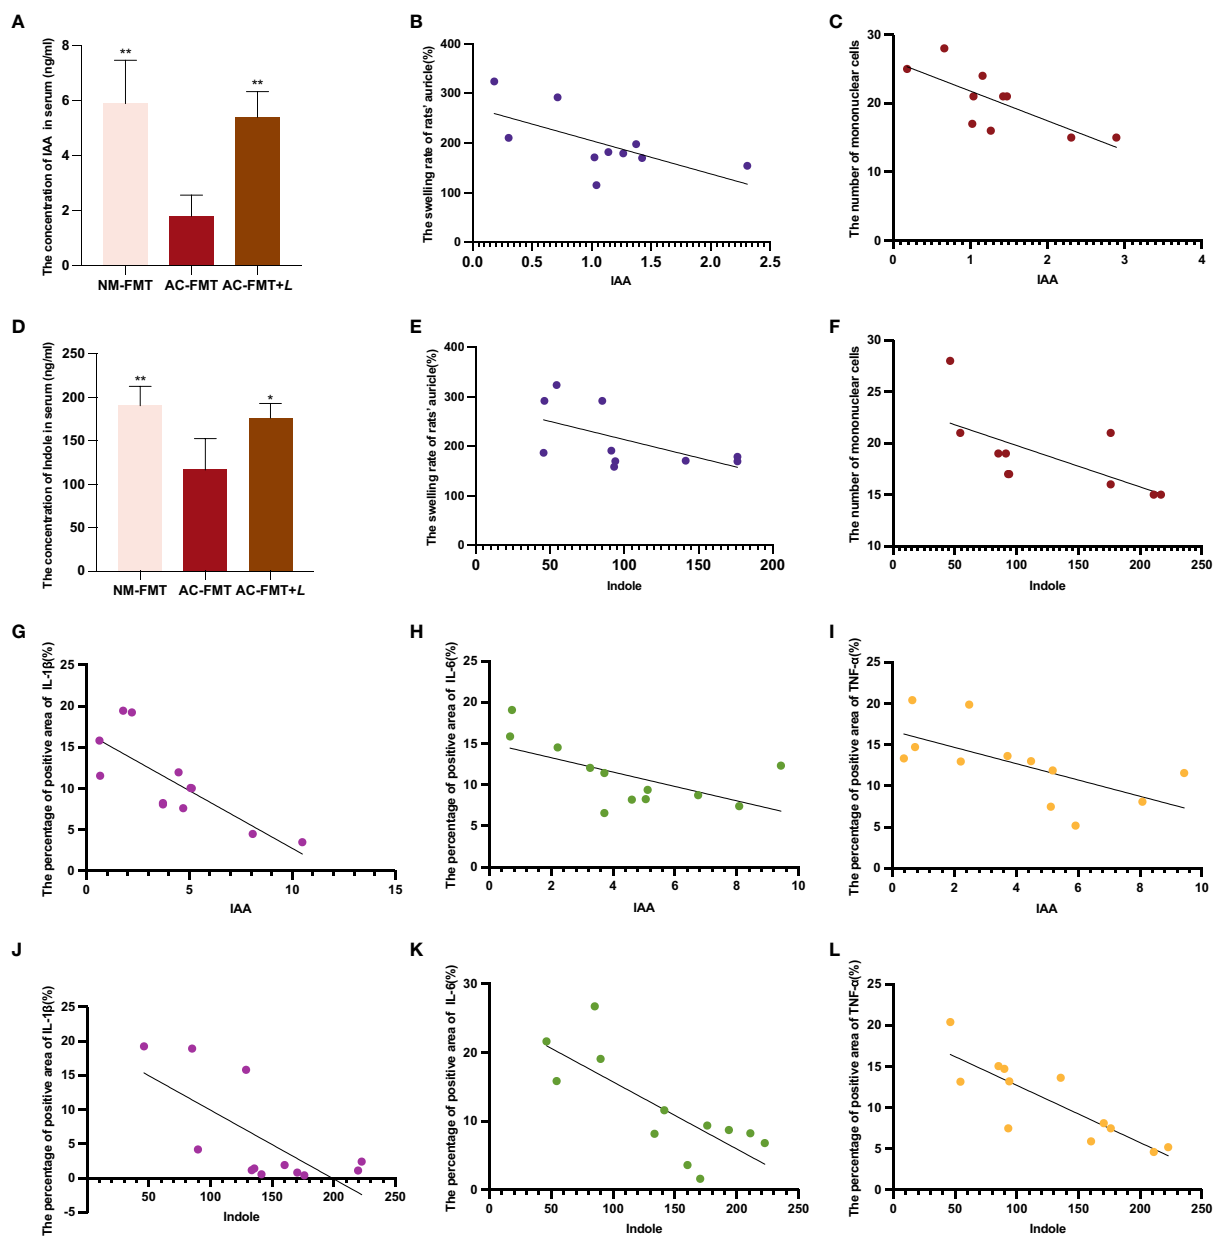 A
The concentration of IAA in serum (ng/ml)
8
6
4
2
0
**
**
NM-FMT AC-FMT AC-FMT+L
B
The swelling rate of rats' auricle(%)
400
300
200
100
0
0.0 0.5 1.0 1.5 2.0 2.5
IAA
C
The number of mononuclear cells
30
20
10
0
0 1 2 3 4
IAA
D
The concentration of Indole in serum (ng/ml)
250
200
150
100
50
0
**
*
NM-FMT AC-FMT AC-FMT+L
E
The swelling rate of rats' auricle(%)
400
300
200
100
0
0 50 100 150 200
Indole
F
The number of mononuclear cells
30
25
20
15
10
0 50 100 150 200 250
Indole
G
The percentage of positive area of IL-1β(%)
25
20
15
10
5
0
0 5 10 15
IAA
H
The percentage of positive area of IL-6(%)
25
20
15
10
5
0
0 2 4 6 8 10
IAA
I
The percentage of positive area of TNF-α(%)
25
20
15
10
5
0
0 2 4 6 8 10
IAA
J
The percentage of positive area of IL-1β(%)
25
20
15
10
5
0
-5
50 100 150 200 250
Indole
K
The percentage of positive area of IL-6(%)
30
20
10
0
0 50 100 150 200 250
Indole
L
The percentage of positive area of TNF-α(%)
25
20
15
10
5
0
0 50 100 150 200 250
Indole